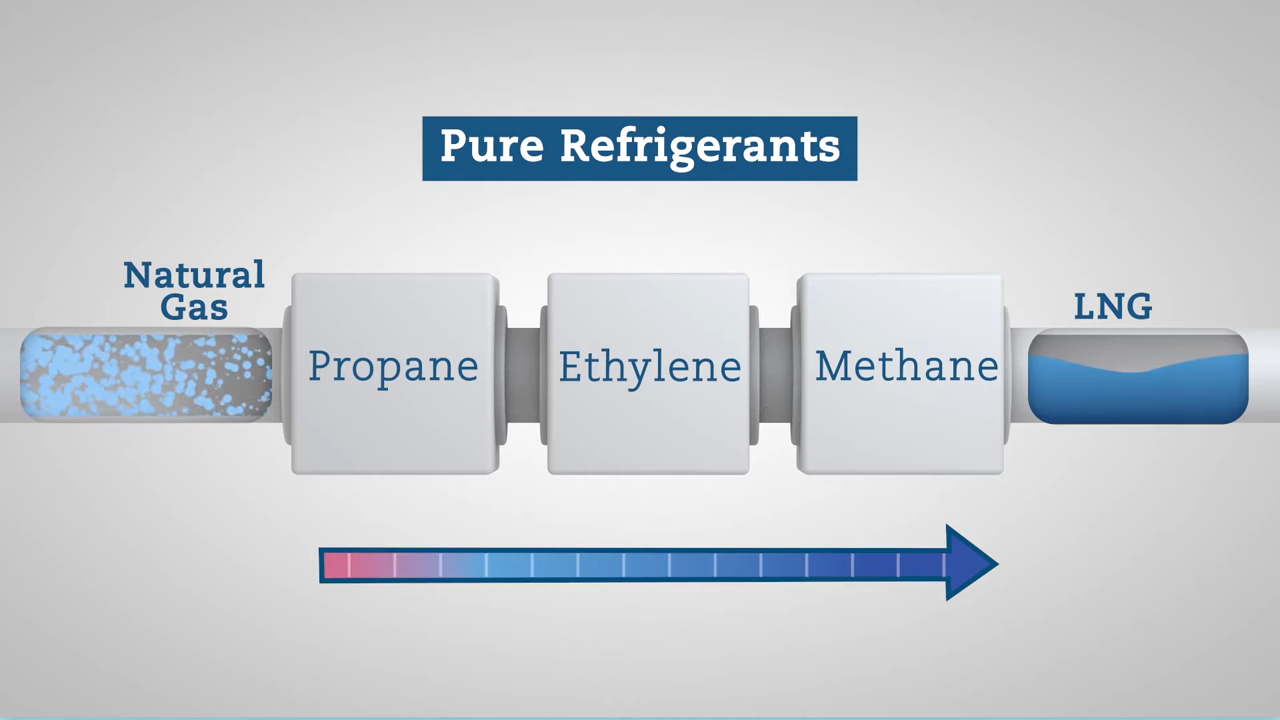 Pure Refrigerants
Natural
Gas
Propane
Ethylene
Methane
LNG